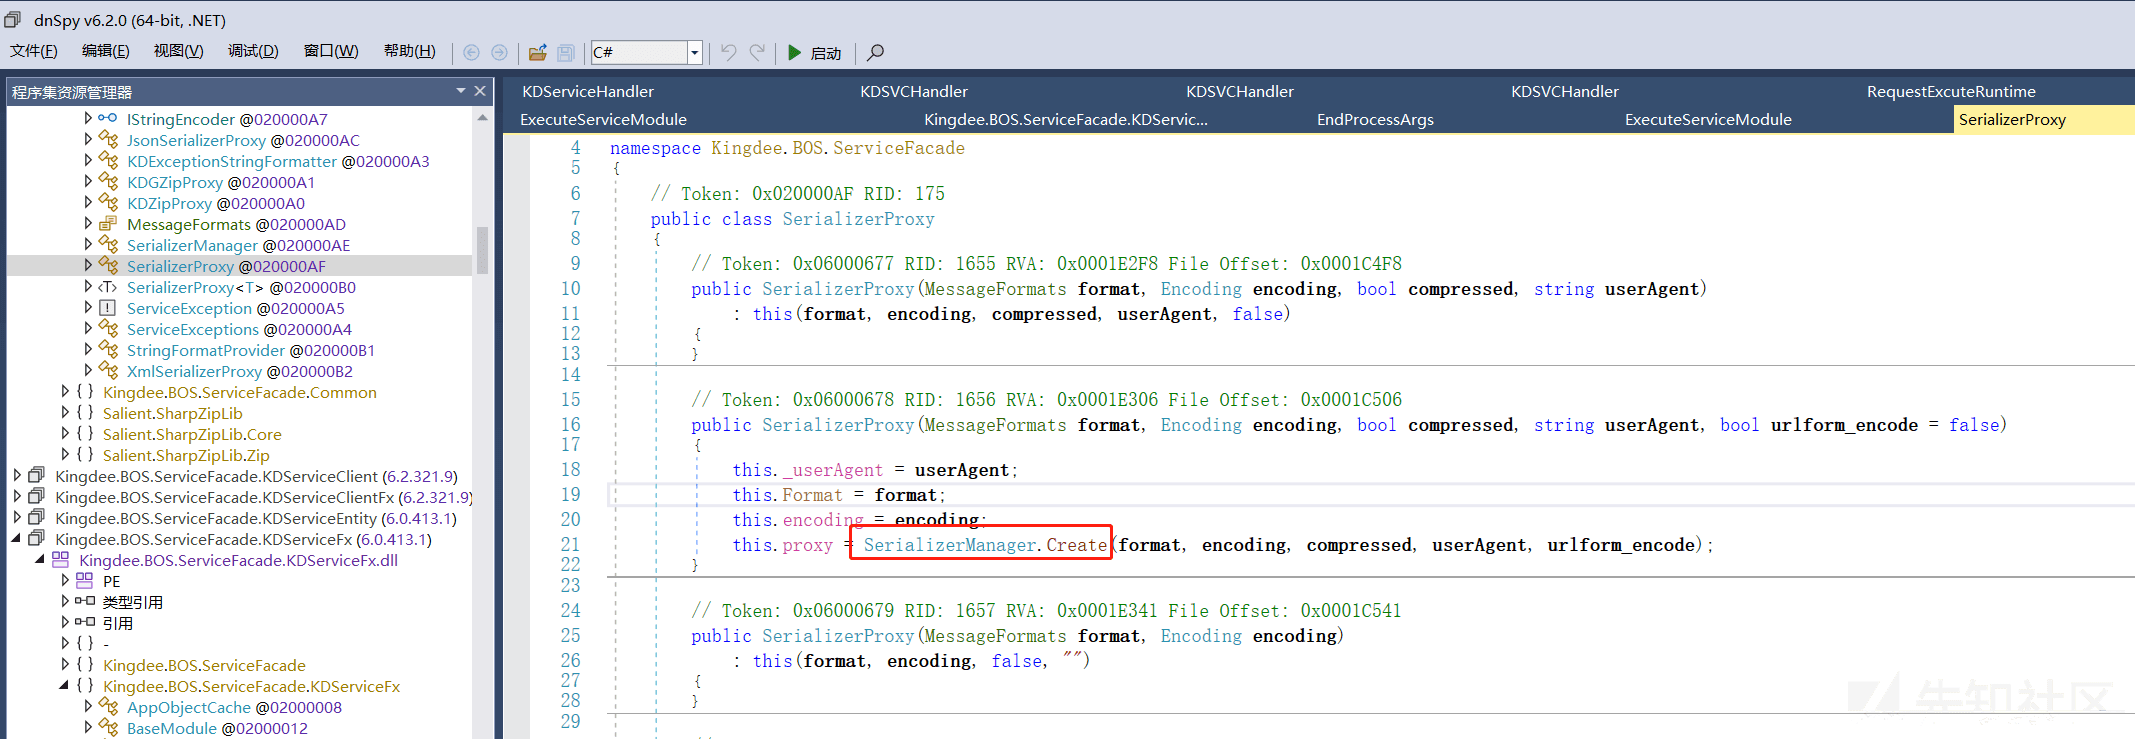 dnSpy v6.2.0 (64-bit, .NET)
文件(F) 编辑(E) 视图(V) 调试(D) 窗口(W) 帮助(H) C# 启动
程序集资源管理器
IStringEncoder @020000A7
JsonSerializerProxy @020000AC
KDExceptionStringFormatter @020000A3
KDGZipProxy @020000A1
KDZipProxy @020000A0
MessageFormats @020000AD
SerializerManager @020000AE
SerializerProxy @020000AF
SerializerProxy<T> @020000B0
ServiceException @020000A5
ServiceExceptions @020000A4
StringFormatProvider @020000B1
XmlSerializerProxy @020000B2
{ } Kingdee.BOS.ServiceFacade.Common
{ } Salient.SharpZipLib
{ } Salient.SharpZipLib.Core
{ } Salient.SharpZipLib.Zip
Kingdee.BOS.ServiceFacade.KDServiceClient (6.2.321.9)
Kingdee.BOS.ServiceFacade.KDServiceClientFx (6.2.321.9)
Kingdee.BOS.ServiceFacade.KDServiceEntity (6.0.413.1)
Kingdee.BOS.ServiceFacade.KDServiceFx (6.0.413.1)
Kingdee.BOS.ServiceFacade.KDServiceFx.dll
PE
类型引用
引用
{ } -
{ } Kingdee.BOS.ServiceFacade
{ } Kingdee.BOS.ServiceFacade.KDServiceFx
AppObjectCache @02000008
BaseModule @02000012
KDServiceHandler KDSVCHandler KDSVCHandler KDSVCHandler RequestExcuteRuntime
ExecuteServiceModule Kingdee.BOS.ServiceFacade.KDServic... EndProcessArgs ExecuteServiceModule SerializerProxy
4 namespace Kingdee.BOS.ServiceFacade
5 {
6 // Token: 0x020000AF RID: 175
7 public class SerializerProxy
8 {
9 // Token: 0x06000677 RID: 1655 RVA: 0x0001E2F8 File Offset: 0x0001C4F8
10 public SerializerProxy(MessageFormats format, Encoding encoding, bool compressed, string userAgent)
11 : this(format, encoding, compressed, userAgent, false)
12 {
13 }
14
15 // Token: 0x06000678 RID: 1656 RVA: 0x0001E306 File Offset: 0x0001C506
16 public SerializerProxy(MessageFormats format, Encoding encoding, bool compressed, string userAgent, bool urlform_encode = false)
17 {
18 this._userAgent = userAgent;
19 this.Format = format;
20 this.encoding = encoding;
21 this.proxy = SerializerManager.Create(format, encoding, compressed, userAgent, urlform_encode);
22 }
23
24 // Token: 0x06000679 RID: 1657 RVA: 0x0001E341 File Offset: 0x0001C541
25 public SerializerProxy(MessageFormats format, Encoding encoding)
26 : this(format, encoding, false, "")
27 {
28 }
29
先知社区